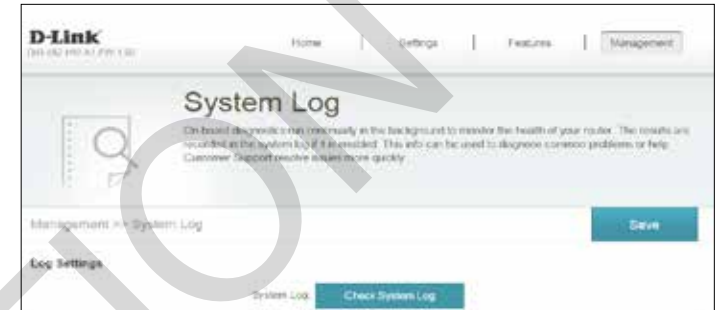 D-Link
Home | Settings | Features | Management
System Log
On-board diagnostics run continually in the background to monitor the health of your router. The results are
recorded in the system log if it is enabled. This info can be used to diagnose common problems or help
Customer Support resolve issues more quickly.
Management >> System Log
Save
Log Settings
System Log:
Check System Log
TION